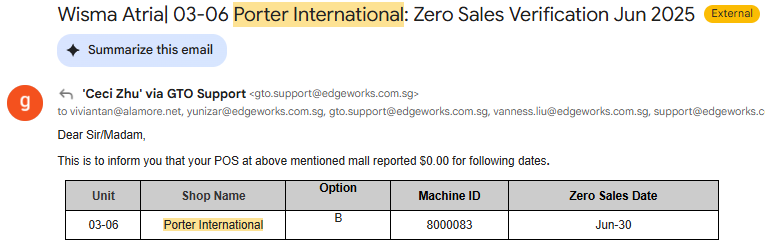 Wisma Atria| 03-06 Porter International: Zero Sales Verification Jun 2025 External
Summarize this email
g
'Ceci Zhu' via GTO Support <gto.support@edgeworks.com.sg>
to viviantan@alamore.net, yunizar@edgeworks.com.sg, gto.support@edgeworks.com.sg, vanness.liu@edgeworks.com.sg, support@edgeworks.c
Dear Sir/Madam,
This is to inform you that your POS at above mentioned mall reported $0.00 for following dates.
Unit Shop Name Option Machine ID Zero Sales Date
03-06 Porter International B 8000083 Jun-30